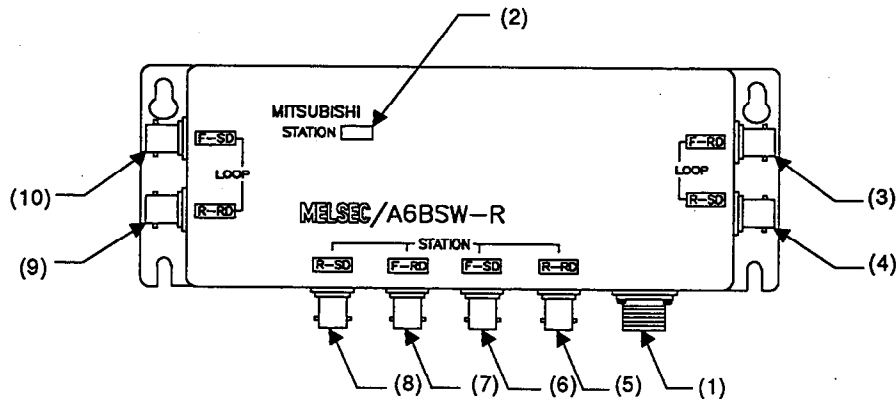 (2)
MITSUBISHI
STATION
F-SD
F-RD
LOOP
LOOP
(10)
R-RD
R-SD
(3)
MELSEC/A6BSW-R
(9)
STATION
(4)
R-SD F-RD F-SD R-RD
(8) (7) (6) (5) (1)